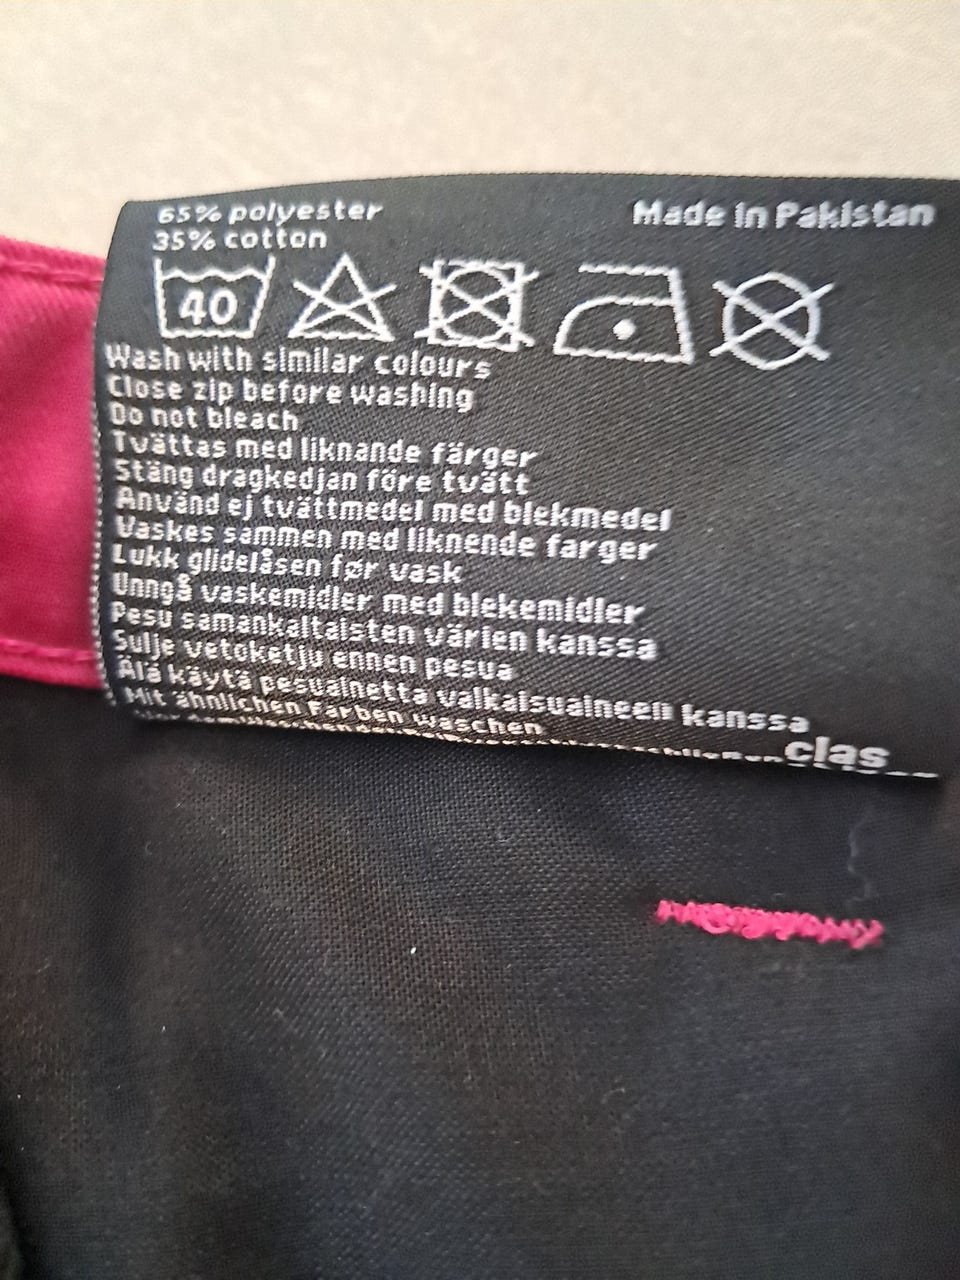 65% polyester
35% cotton
Made in Pakistan
40
Wash with similar colours
Close zip before washing
Do not bleach
Tvättas med liknande färger
Stäng dragkedjan före tvätt
Använd ej tvättmedel med blekmedel
Vaskes sammen med liknende farger
Lukk glidelåsen før vask
Unngå vaskemidler med blekemidler
Pesu samankaltaisten värien kanssa
Sulje vetoketju ennen pesua
Älä käytä pesuainetta valkaisuaineen kanssa
Mit ähnlichen Farben waschen
clas